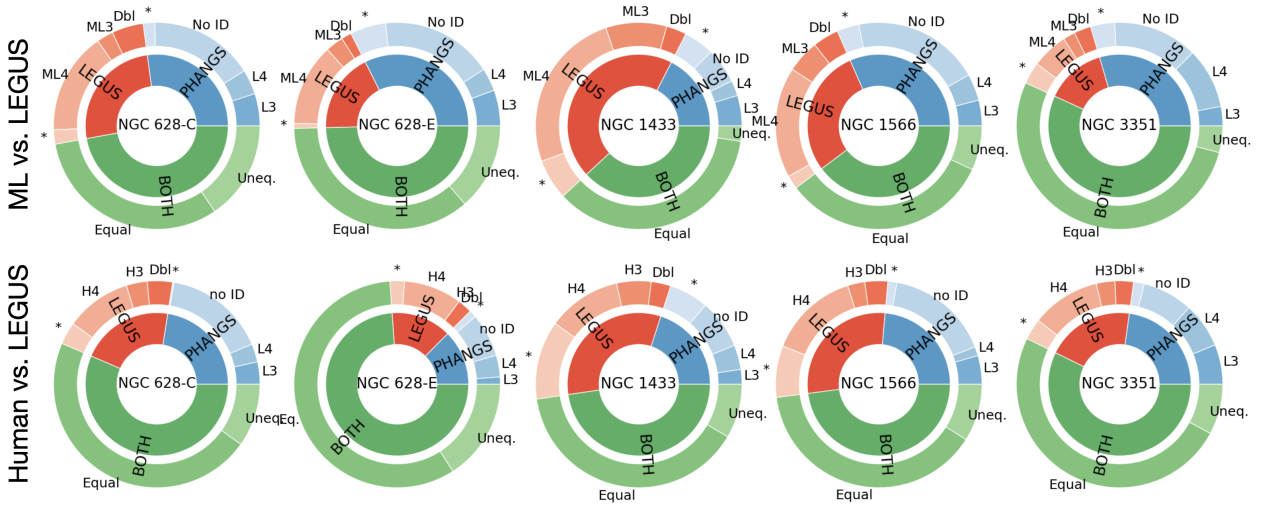 ML vs. LEGUS
* Dbl ML3 ML4 * No ID L4 L3 Uneq. Equal LEGUS PHANGS BOTH NGC 628-C
* Dbl ML3 ML4 * No ID L4 L3 Uneq. Equal LEGUS PHANGS BOTH NGC 628-E
ML3 Dbl * No ID L4 L3 Uneq. Equal * ML4 LEGUS PHANGS BOTH NGC 1433
* Dbl ML3 ML4 * No ID L4 L3 Uneq. Equal LEGUS PHANGS BOTH NGC 1566
* Dbl ML3 ML4 * No ID L4 L3 Uneq. Equal LEGUS PHANGS BOTH NGC 3351
Human vs. LEGUS
H3 Dbl * no ID L4 L3 Uneq. Equal * H4 LEGUS PHANGS BOTH NGC 628-C
* H4 H3 Dbl * no ID L4 L3 Uneq. Eq. LEGUS PHANGS BOTH NGC 628-E
H3 Dbl * no ID L4 L3 Uneq. Equal * H4 LEGUS PHANGS BOTH NGC 1433
H3 Dbl * no ID L4 L3 Uneq. Equal * H4 LEGUS PHANGS BOTH NGC 1566
H3 Dbl * no ID L4 L3 Uneq. Equal * H4 LEGUS PHANGS BOTH NGC 3351